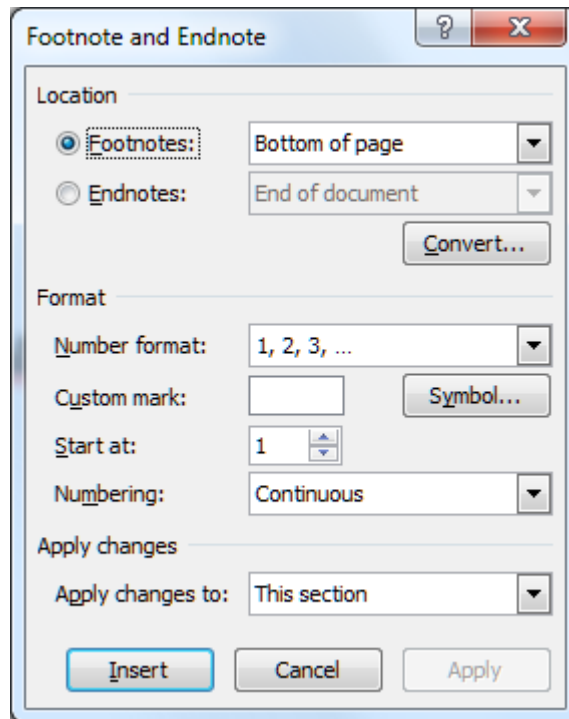 Footnote and Endnote
Location
Footnotes: Bottom of page
Endnotes: End of document
Convert...
Format
Number format: 1, 2, 3, ...
Custom mark: Symbol...
Start at: 1
Numbering: Continuous
Apply changes
Apply changes to: This section
Insert Cancel Apply